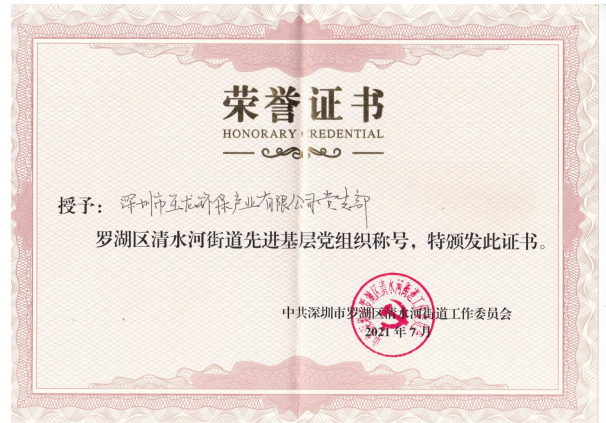 荣誉证书
HONORARY CREDENTIAL
授予：深圳市玉龙环保产业有限公司党支部
罗湖区清水河街道先进基层党组织称号，特颁发此证书。
中共深圳市罗湖区清水河街道工作委员会
2021年7月